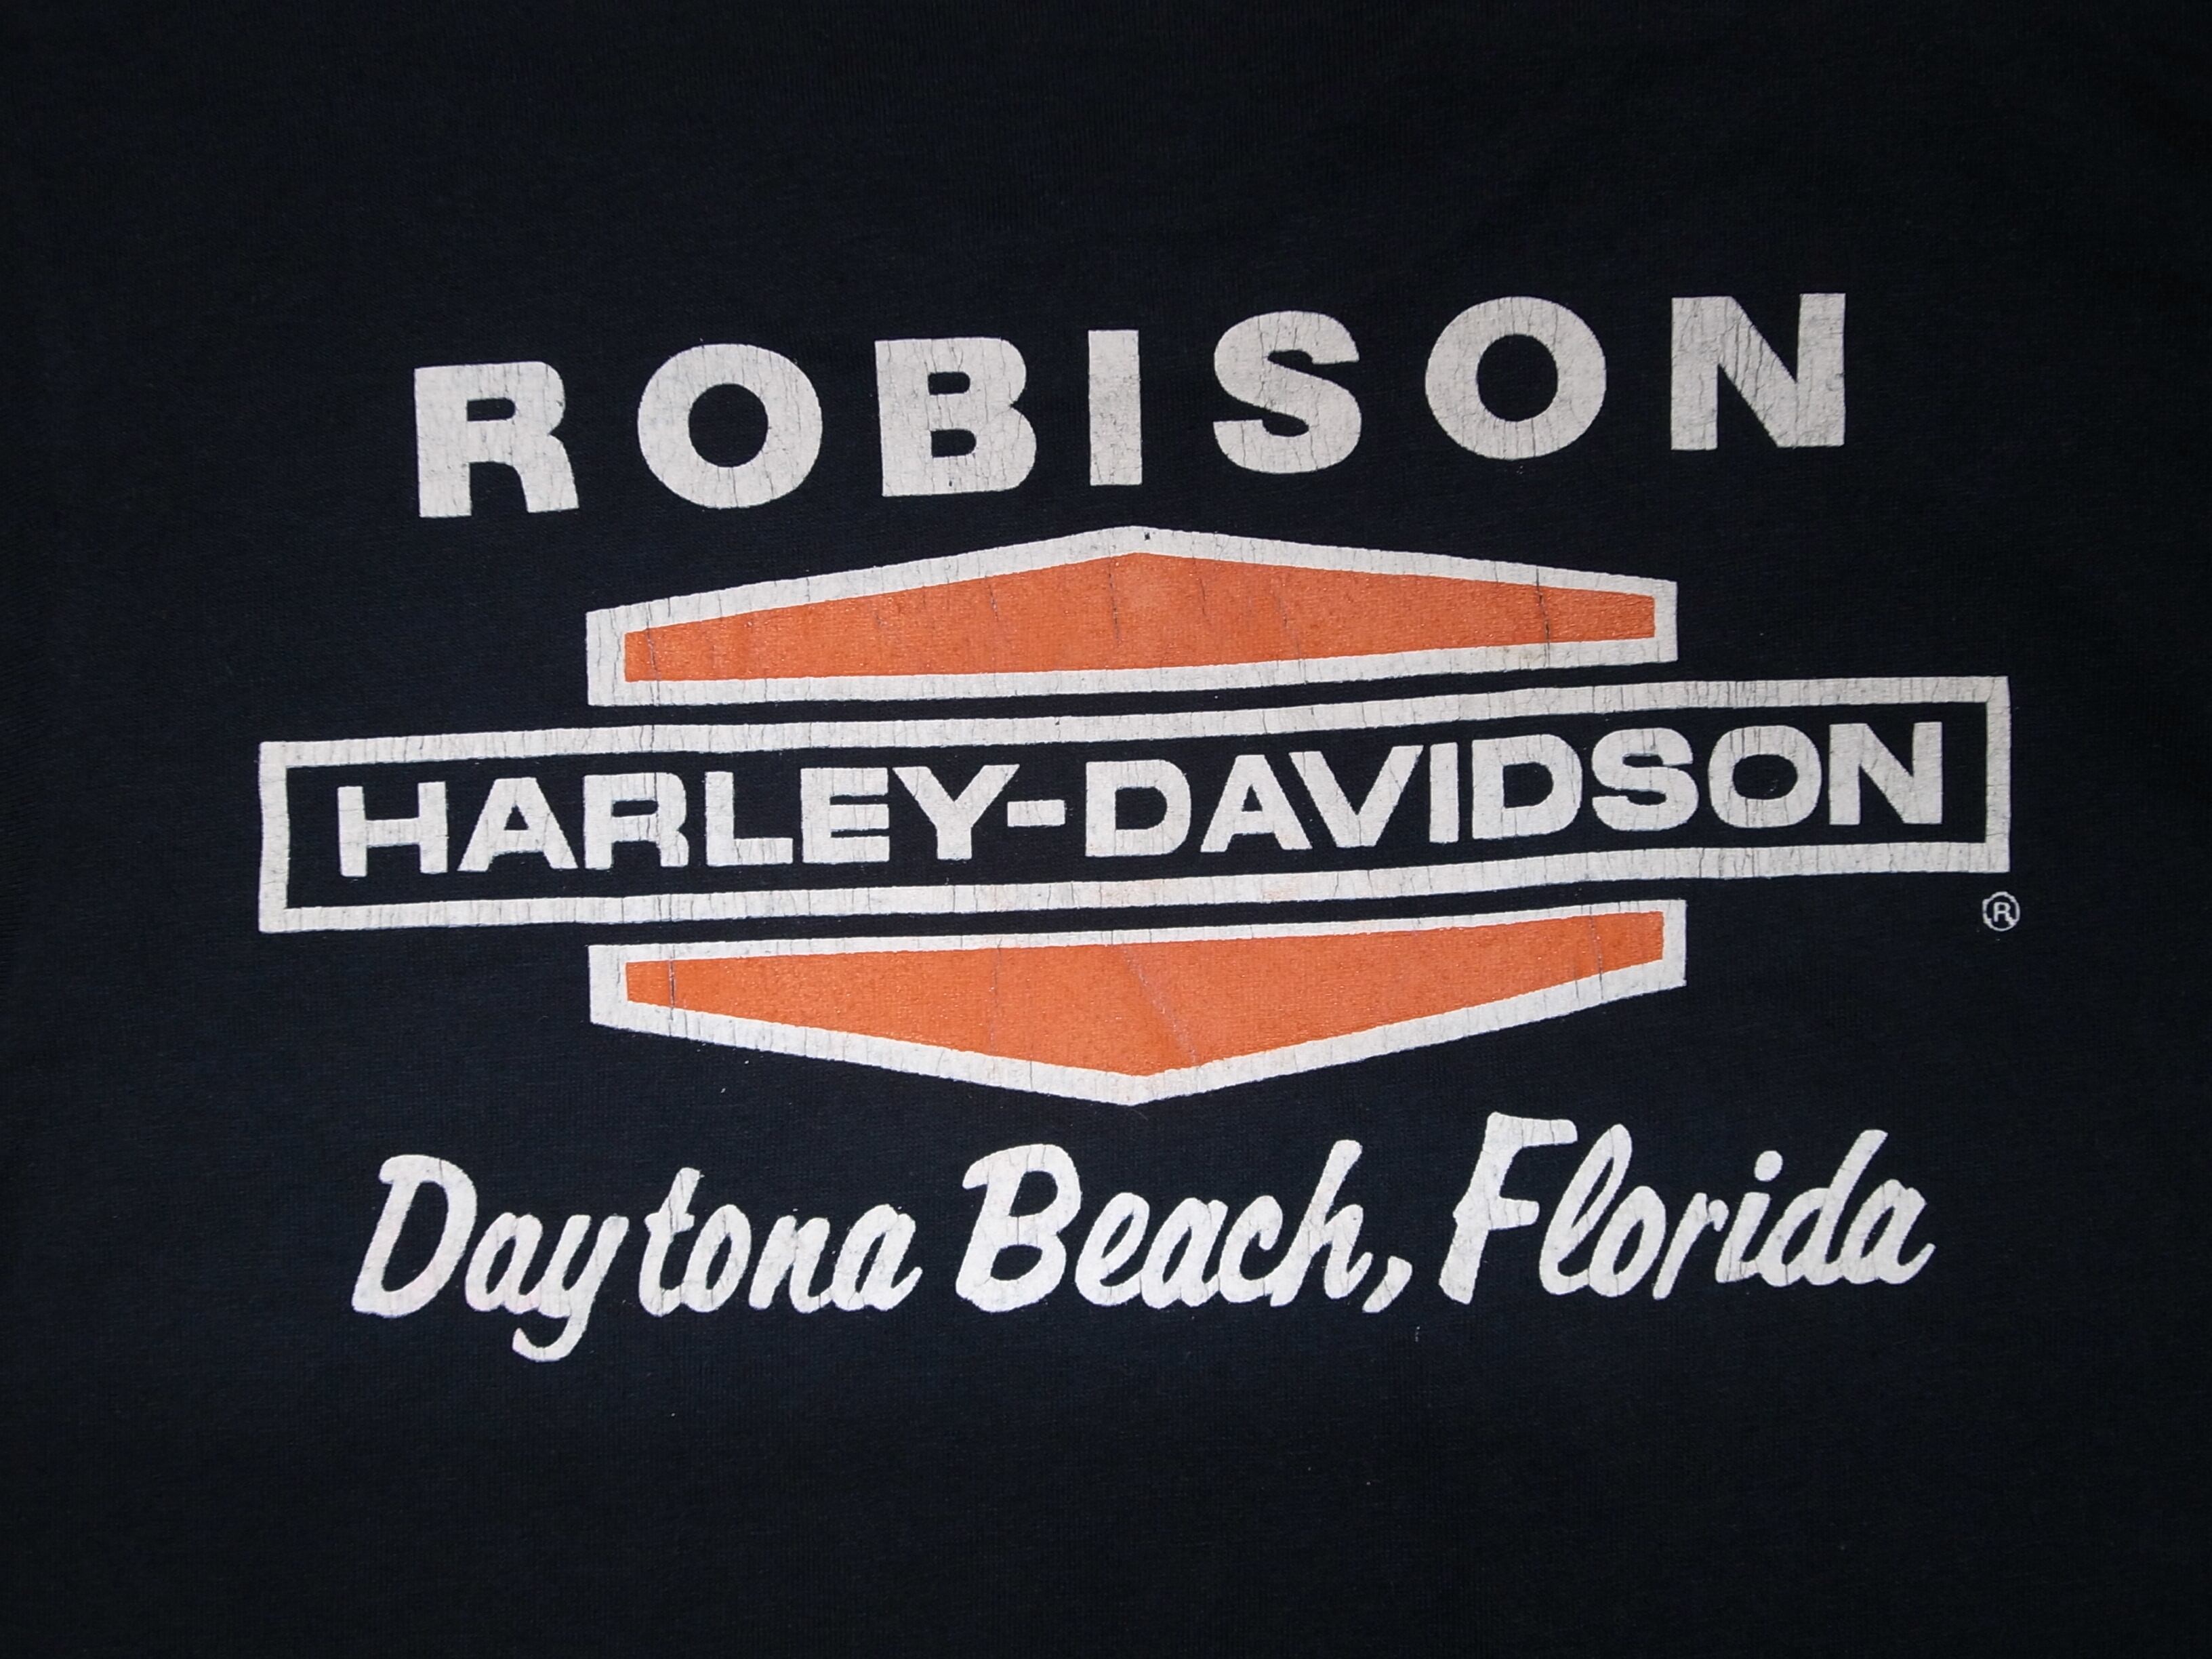 ROBISON
HARLEY-DAVIDSON
®
Daytona Beach, Florida